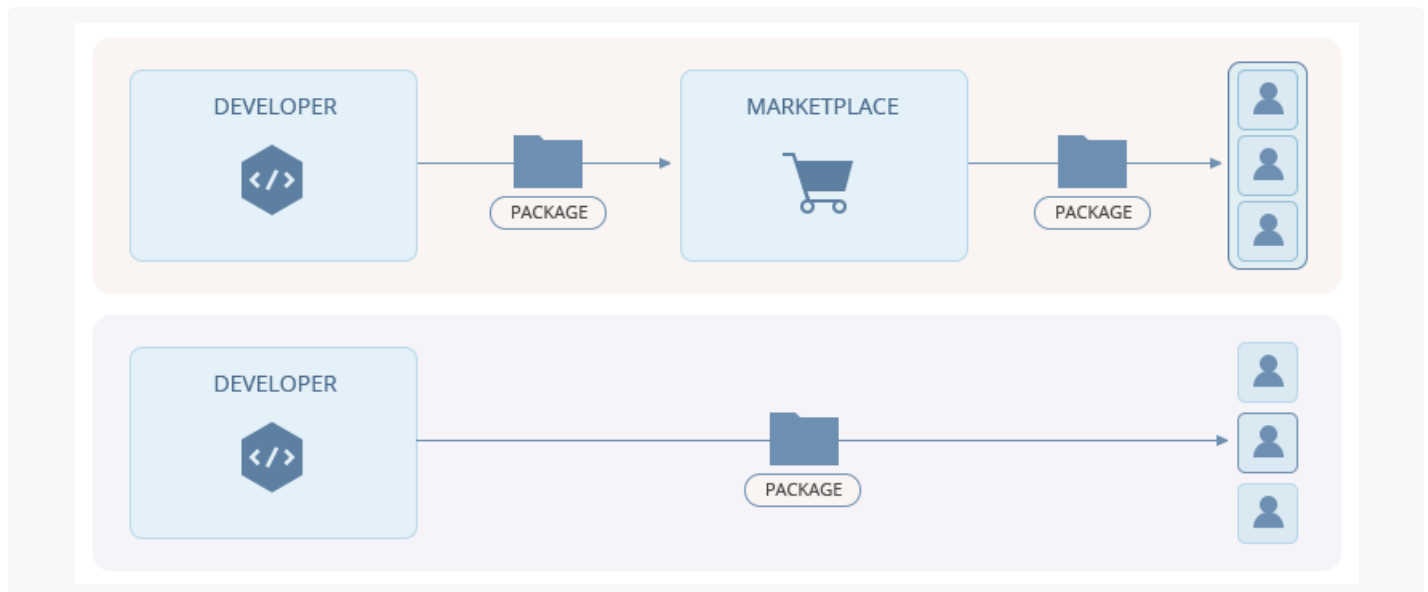 DEVELOPER
MARKETPLACE
</>
PACKAGE
PACKAGE
DEVELOPER
</>
PACKAGE